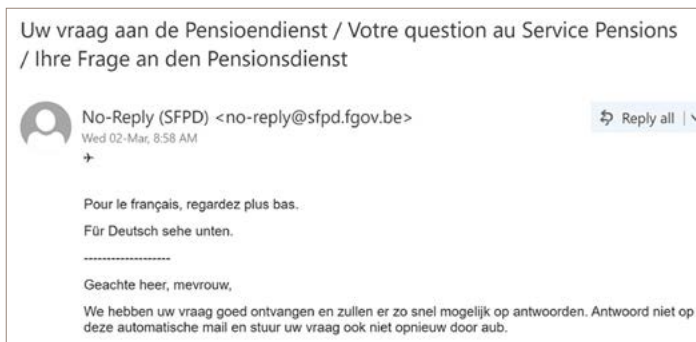 Uw vraag aan de Pensioendienst / Votre question au Service Pensions
/ Ihre Frage an den Pensionsdienst
No-Reply (SFPD) <no-reply@sfpd.fgov.be>
Reply all |
Wed 02-Mar, 8:58 AM
Pour le français, regardez plus bas.
Für Deutsch sehe unten.
-------------------
Geachte heer, mevrouw,
We hebben uw vraag goed ontvangen en zullen er zo snel mogelijk op antwoorden. Antwoord niet op
deze automatische mail en stuur uw vraag ook niet opnieuw door aub.